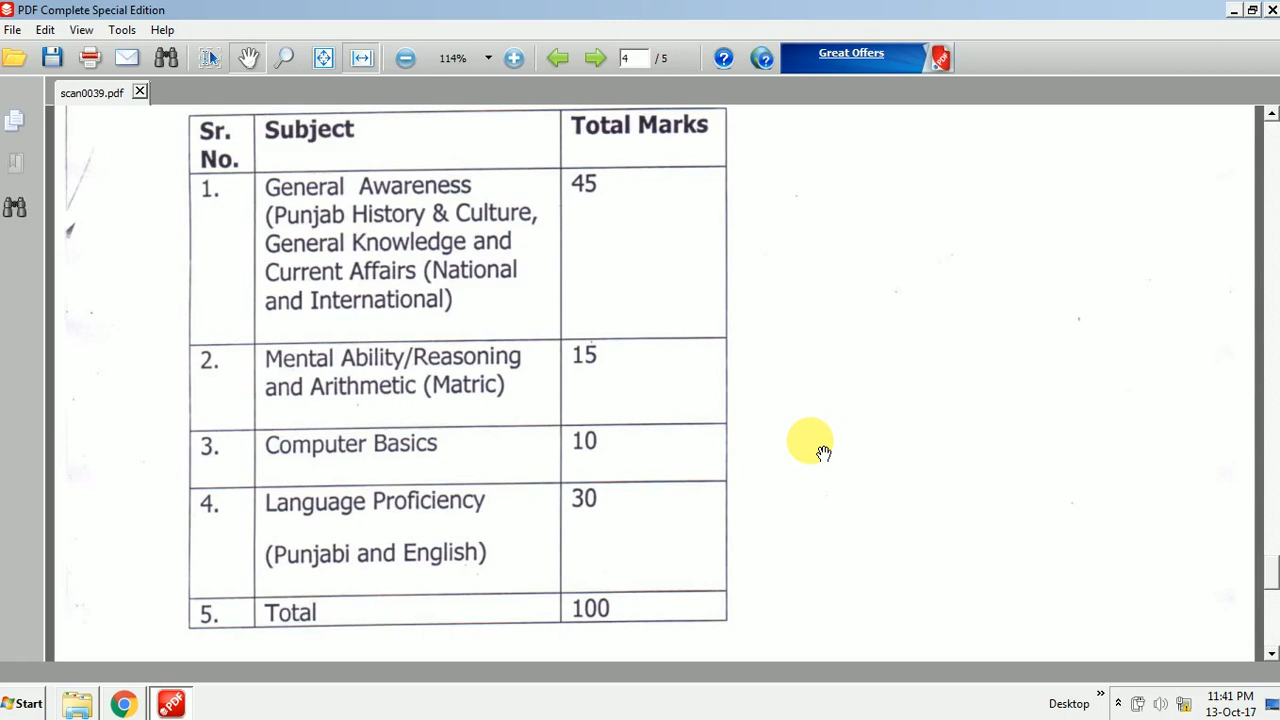 PDF Complete Special Edition
File Edit View Tools Help
114% 4 / 5 Great Offers
scan0039.pdf
Sr. No. Subject Total Marks
1. General Awareness 45
(Punjab History & Culture,
General Knowledge and
Current Affairs (National
and International)
2. Mental Ability/Reasoning 15
and Arithmetic (Matric)
3. Computer Basics 10
4. Language Proficiency 30
(Punjabi and English)
5. Total 100
Start Desktop 11:41 PM
13-Oct-17